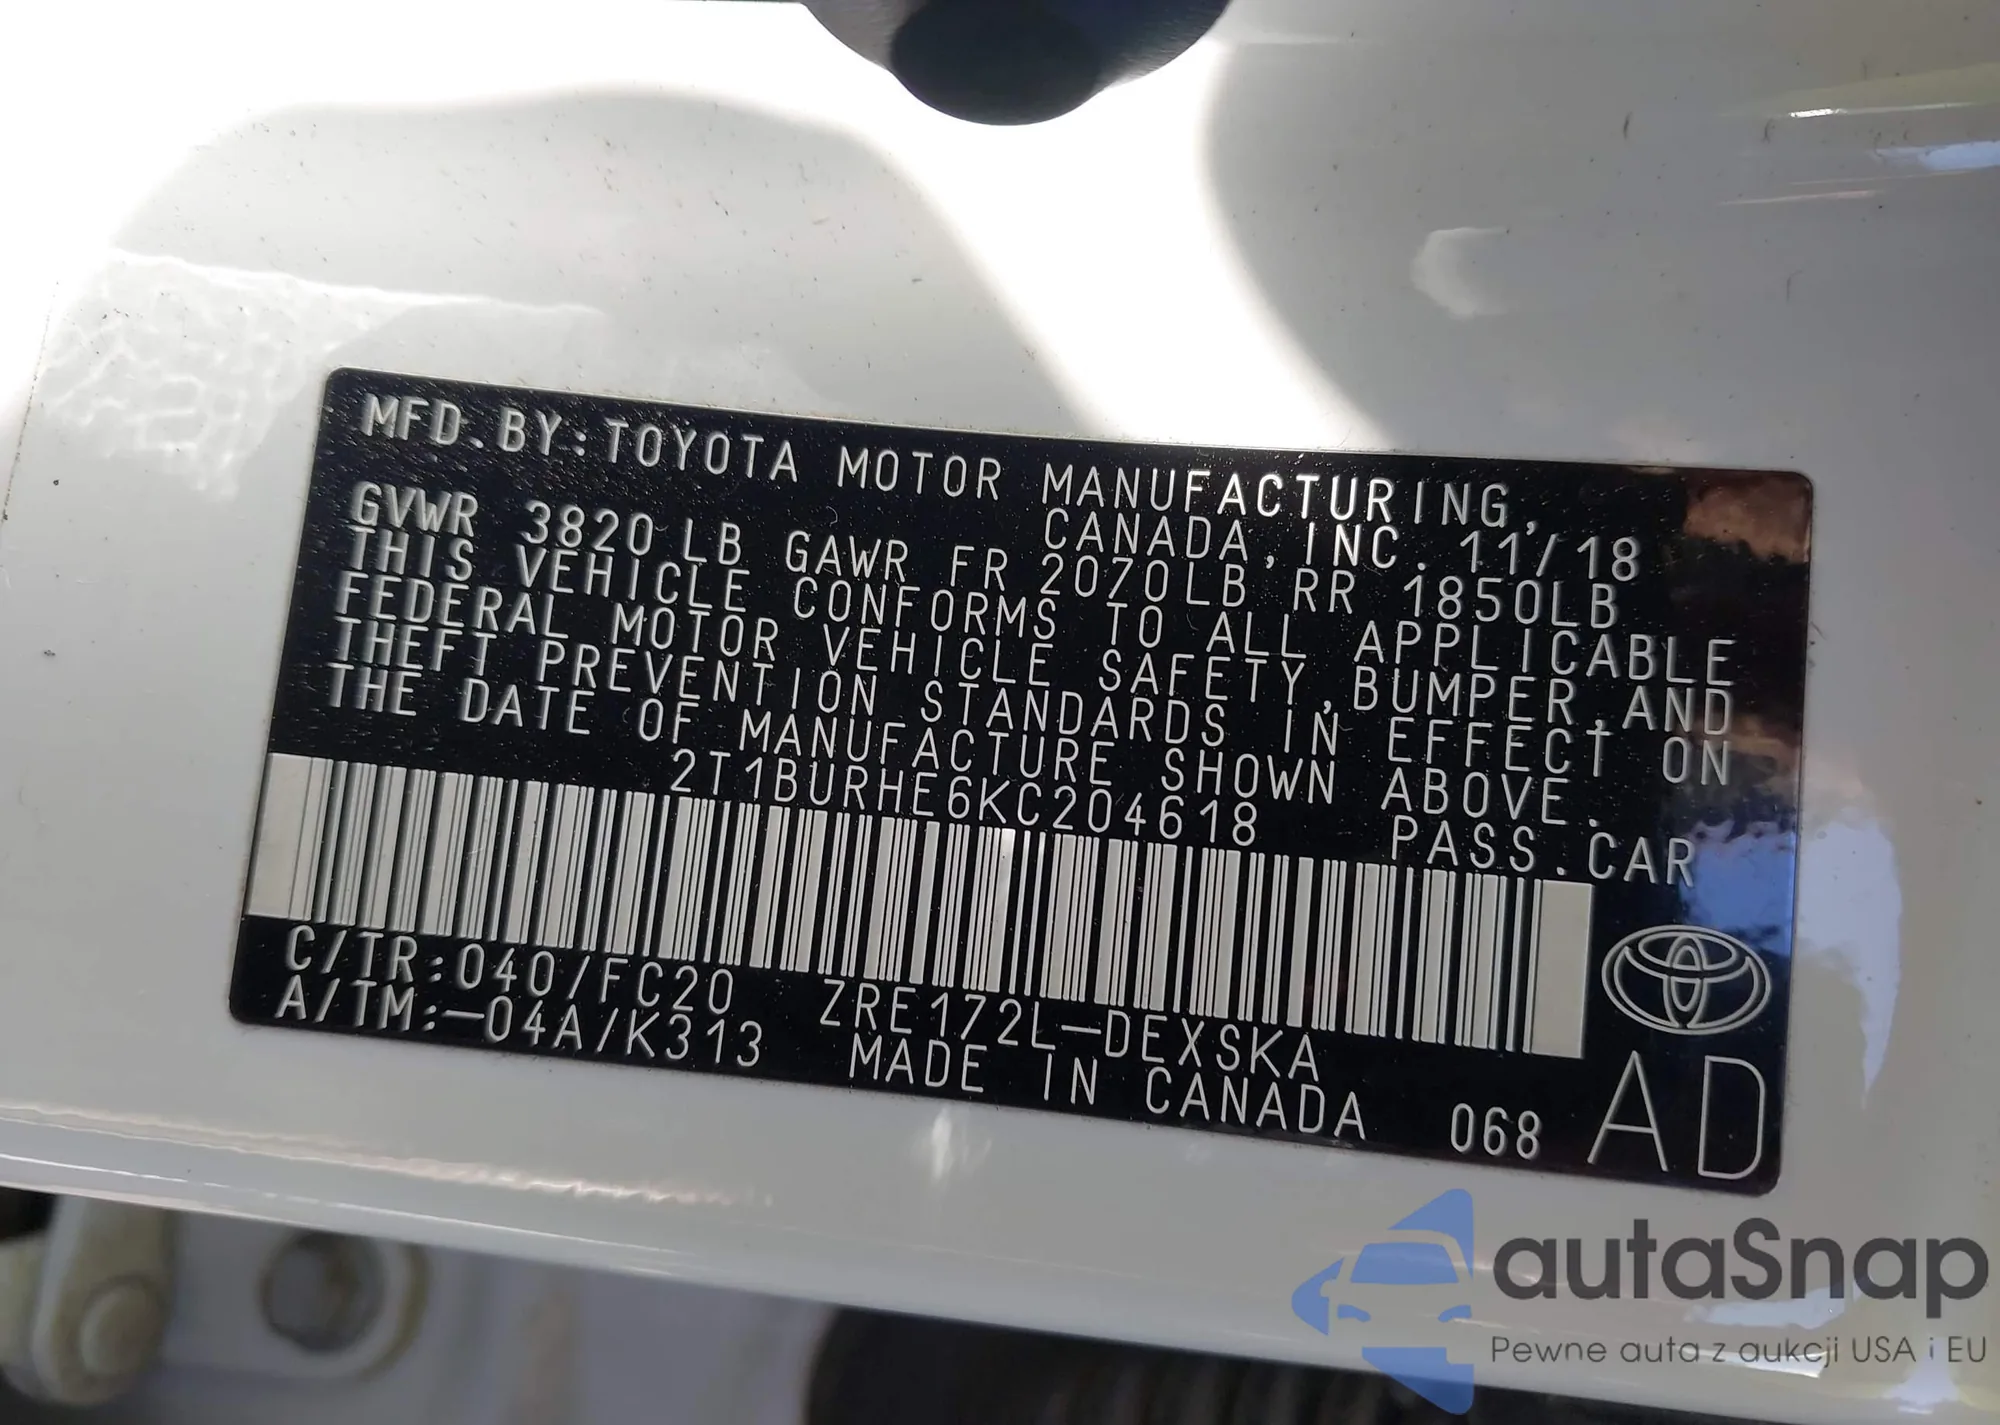 MFD.BY:TOYOTA MOTOR MANUFACTURING,
CANADA, INC. 11/18
GVWR 3820LB GAWR FR 2070LB RR 1850LB
THIS VEHICLE CONFORMS TO ALL APPLICABLE
FEDERAL MOTOR VEHICLE SAFETY,BUMPER,AND
THEFT PREVENTION STANDARDS IN EFFECT ON
THE DATE OF MANUFACTURE SHOWN ABOVE.
2T1BURHE6KC204618 PASS.CAR
C/TR:040/FC20 ZRE172L-DEXSKA
A/TM:-04A/K313 MADE IN CANADA 068 AD
autaSnap
Pewne auta z aukcji USA i EU